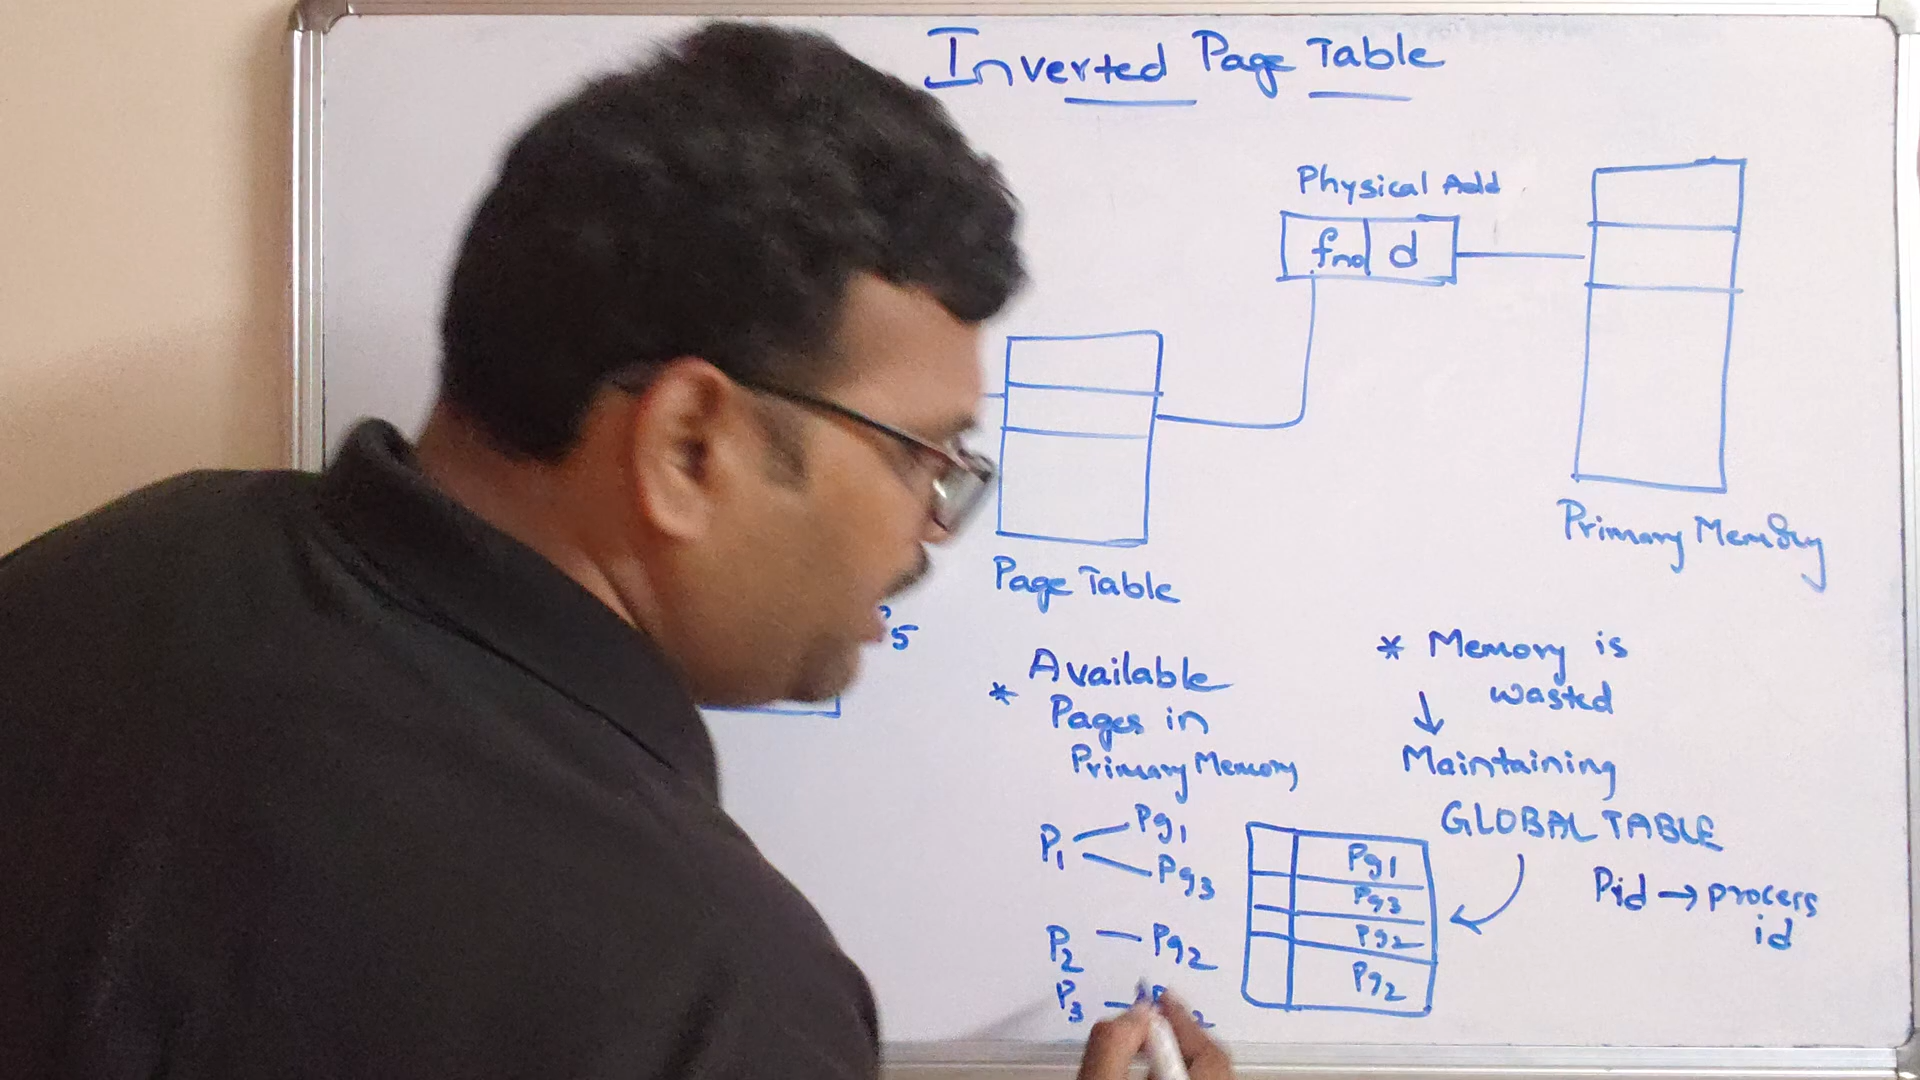 Inverted Page Table
Physical Add
fno d
Primary Memory
Page Table
5
* Available
Pages in
Primary Memory
* Memory is
wasted
↓
Maintaining
GLOBAL TABLE
P1 Pg1
Pg3
P2 — Pg2
P3 —
Pg1
Pg3
Pg2
Pg2
Pid → process
id